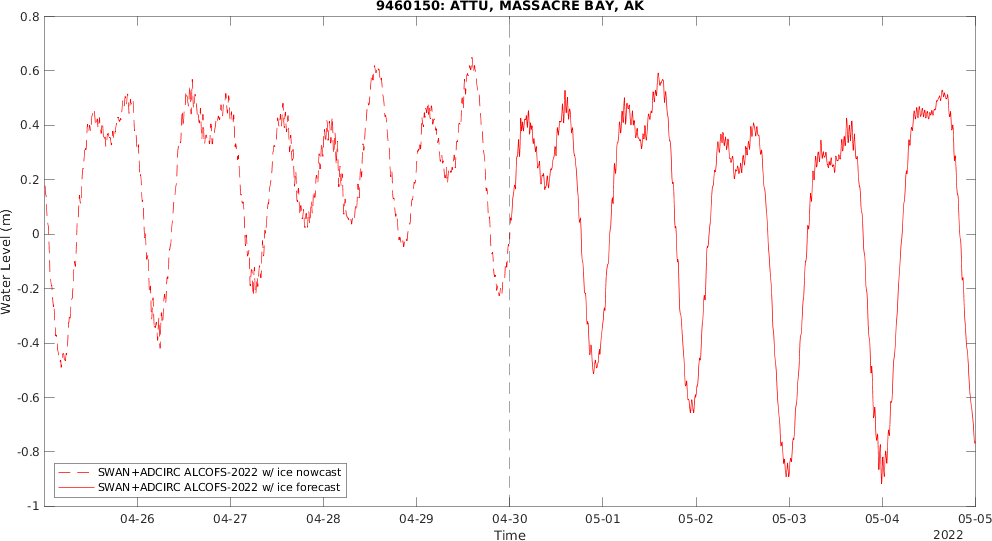 9460150: ATTU, MASSACRE BAY, AK
0.8
0.6
0.4
0.2
0
-0.2
-0.4
-0.6
-0.8
-1
Water Level (m)
SWAN+ADCIRC ALCOFS-2022 w/ ice nowcast
SWAN+ADCIRC ALCOFS-2022 w/ ice forecast
04-26 04-27 04-28 04-29 04-30 05-01 05-02 05-03 05-04 05-05
Time
2022